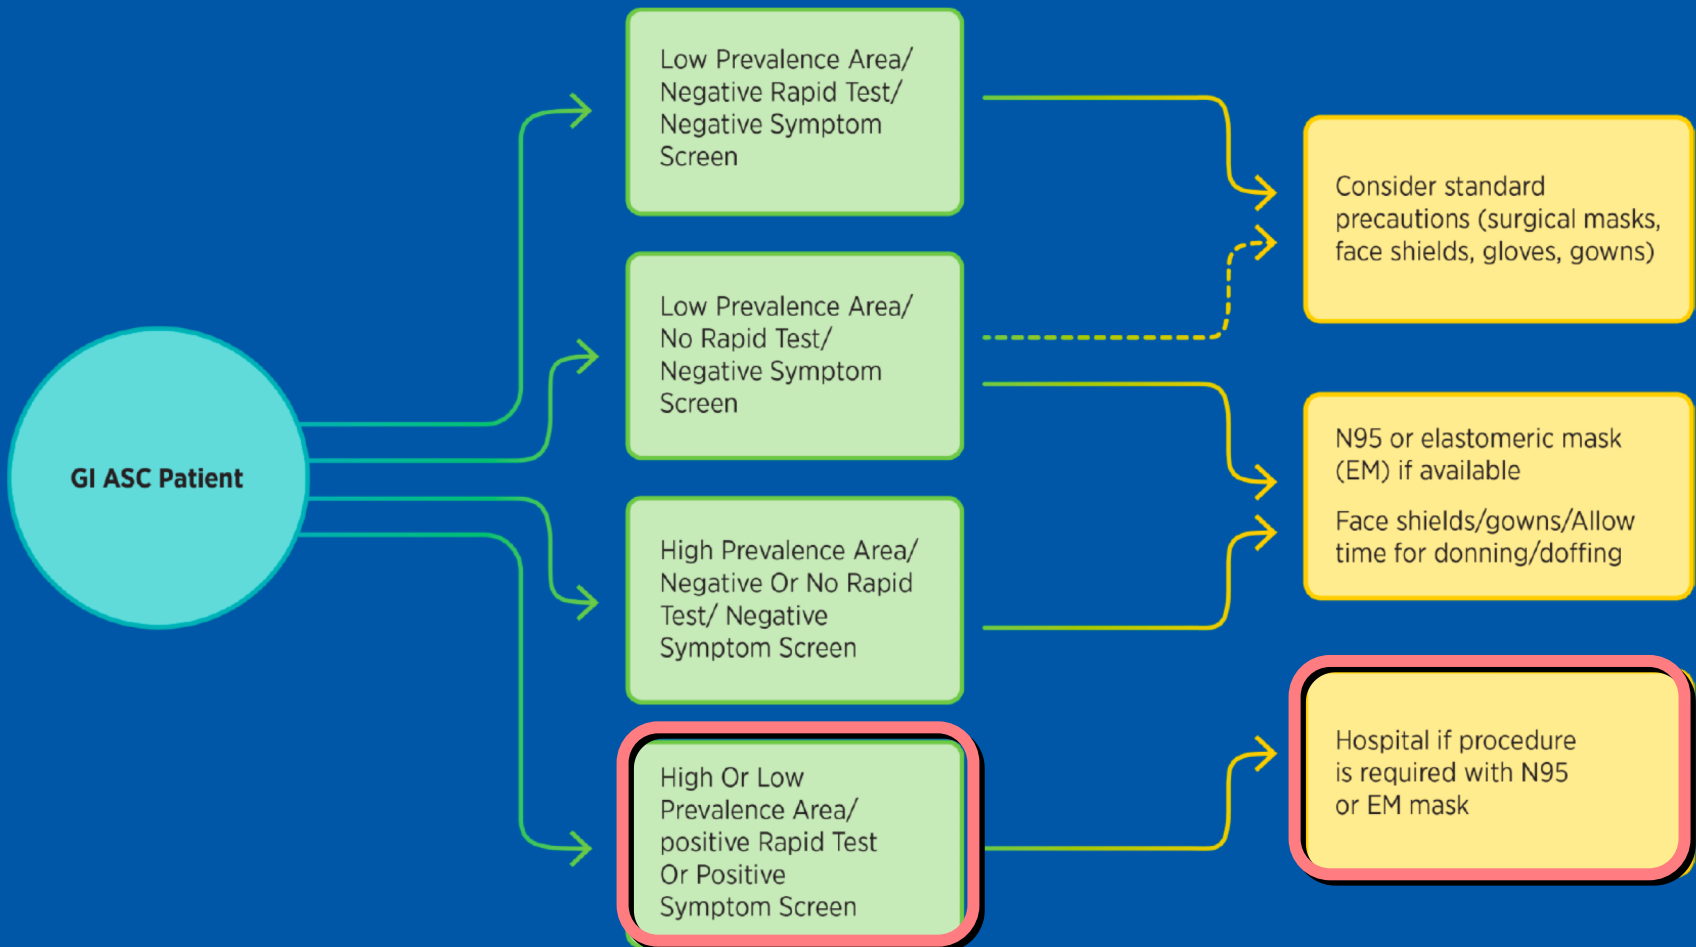 GI ASC Patient
Low Prevalence Area/
Negative Rapid Test/
Negative Symptom
Screen
Low Prevalence Area/
No Rapid Test/
Negative Symptom
Screen
High Prevalence Area/
Negative Or No Rapid
Test/ Negative
Symptom Screen
High Or Low
Prevalence Area/
positive Rapid Test
Or Positive
Symptom Screen
Consider standard
precautions (surgical masks,
face shields, gloves, gowns)
N95 or elastomeric mask
(EM) if available
Face shields/gowns/Allow
time for donning/doffing
Hospital if procedure
is required with N95
or EM mask